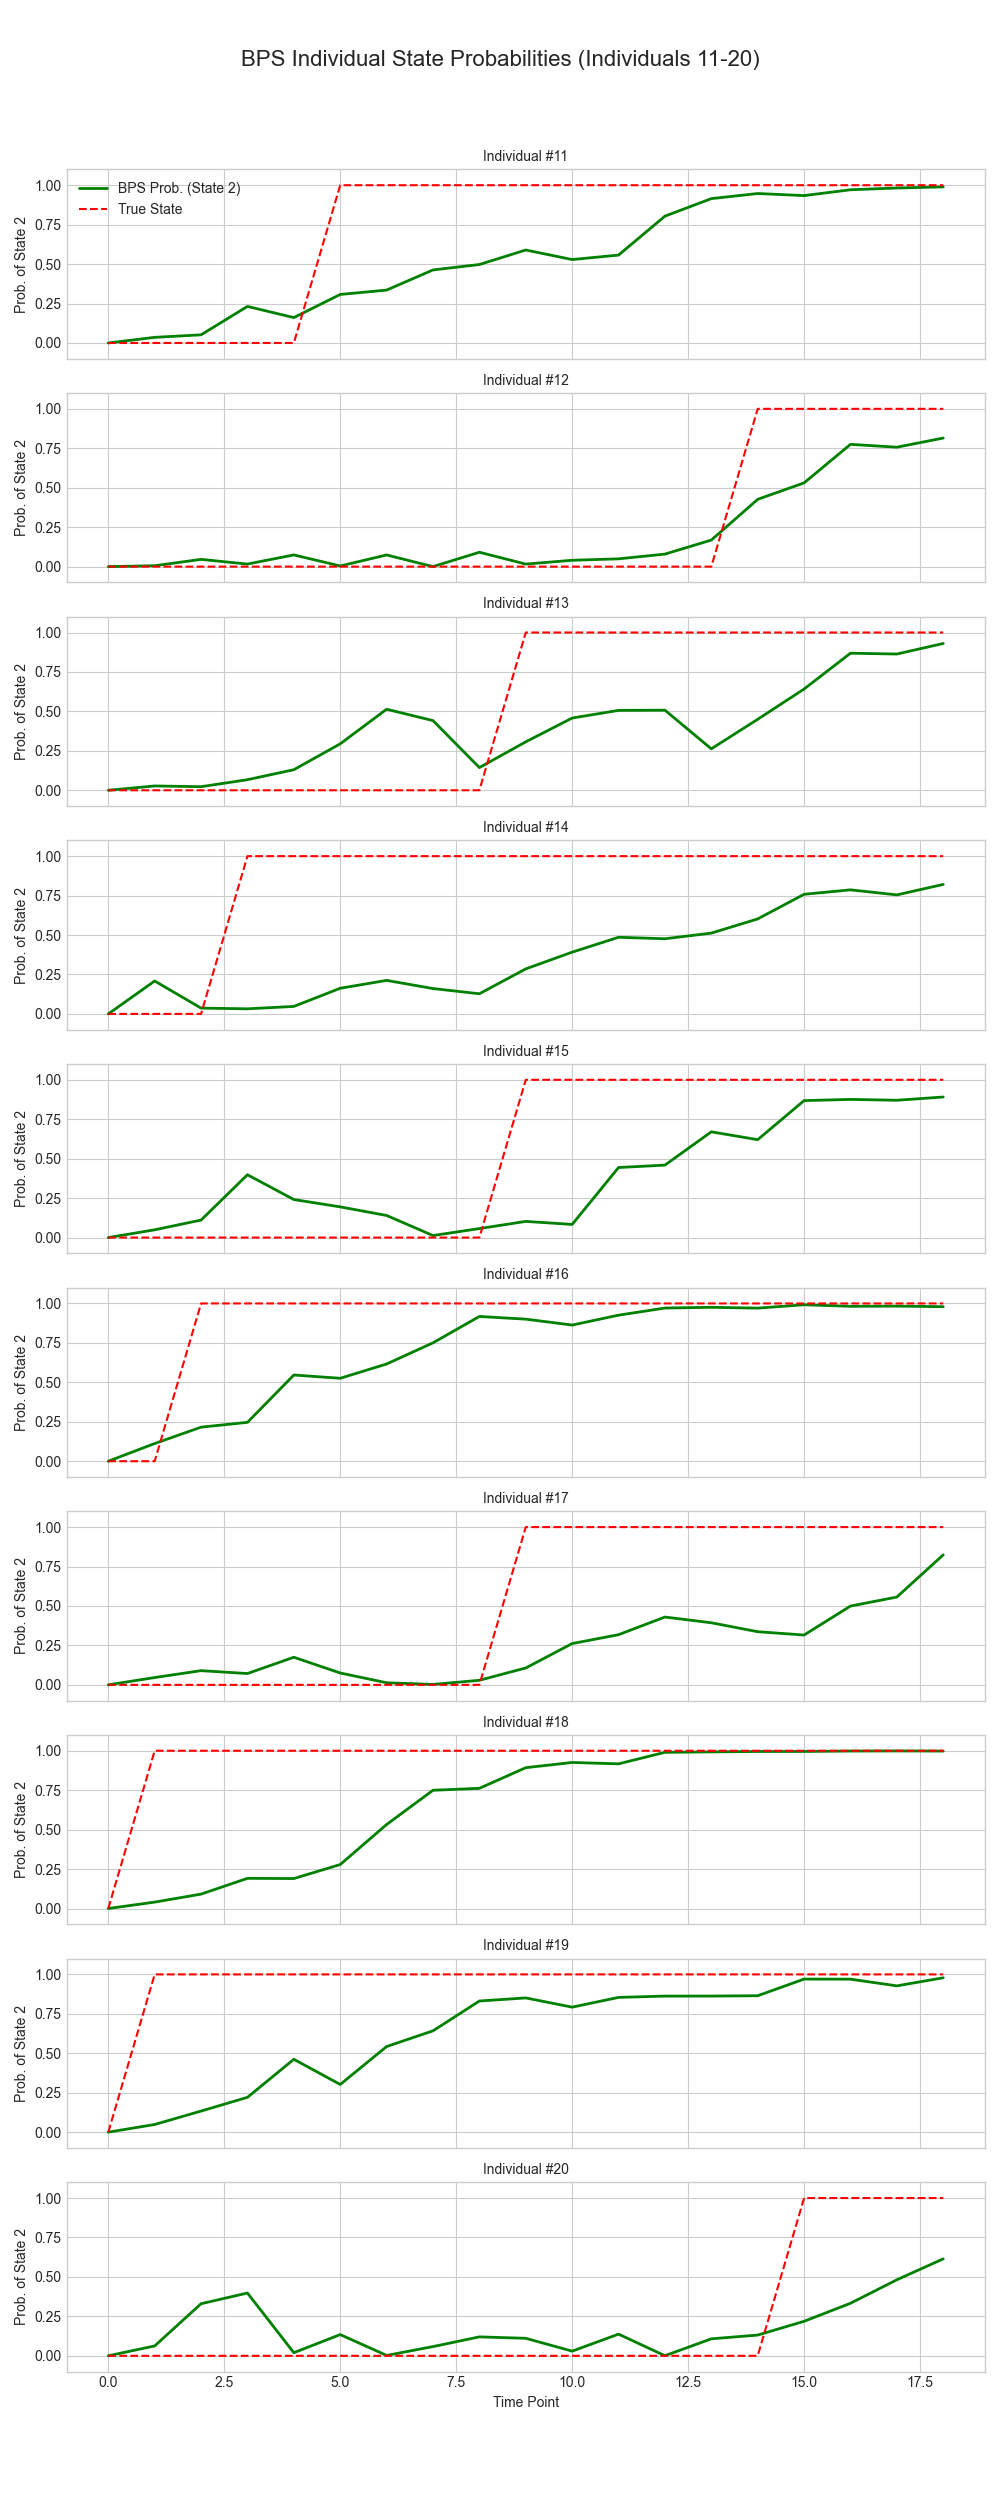 BPS Individual State Probabilities (Individuals 11-20)
Individual #11
BPS Prob. (State 2)
True State
Prob. of State 2
1.00
0.75
0.50
0.25
0.00
Individual #12
Prob. of State 2
1.00
0.75
0.50
0.25
0.00
Individual #13
Prob. of State 2
1.00
0.75
0.50
0.25
0.00
Individual #14
Prob. of State 2
1.00
0.75
0.50
0.25
0.00
Individual #15
Prob. of State 2
1.00
0.75
0.50
0.25
0.00
Individual #16
Prob. of State 2
1.00
0.75
0.50
0.25
0.00
Individual #17
Prob. of State 2
1.00
0.75
0.50
0.25
0.00
Individual #18
Prob. of State 2
1.00
0.75
0.50
0.25
0.00
Individual #19
Prob. of State 2
1.00
0.75
0.50
0.25
0.00
Individual #20
Prob. of State 2
1.00
0.75
0.50
0.25
0.00
0.0 2.5 5.0 7.5 10.0 12.5 15.0 17.5
Time Point